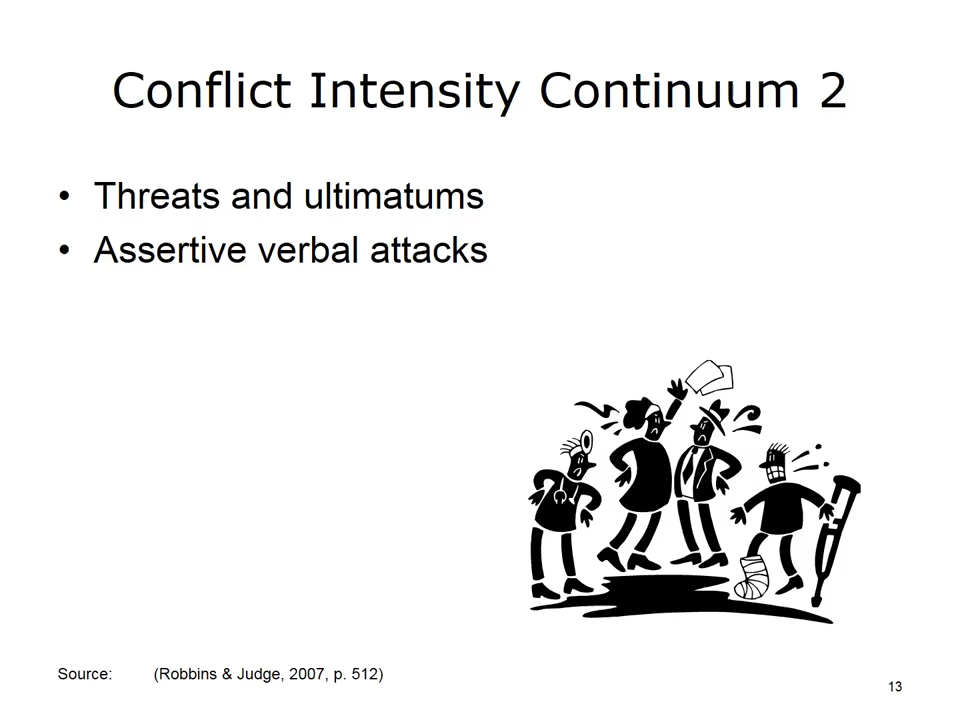 Conflict Intensity Continuum 2
• Threats and ultimatums
• Assertive verbal attacks
Source: (Robbins & Judge, 2007, p. 512)
13